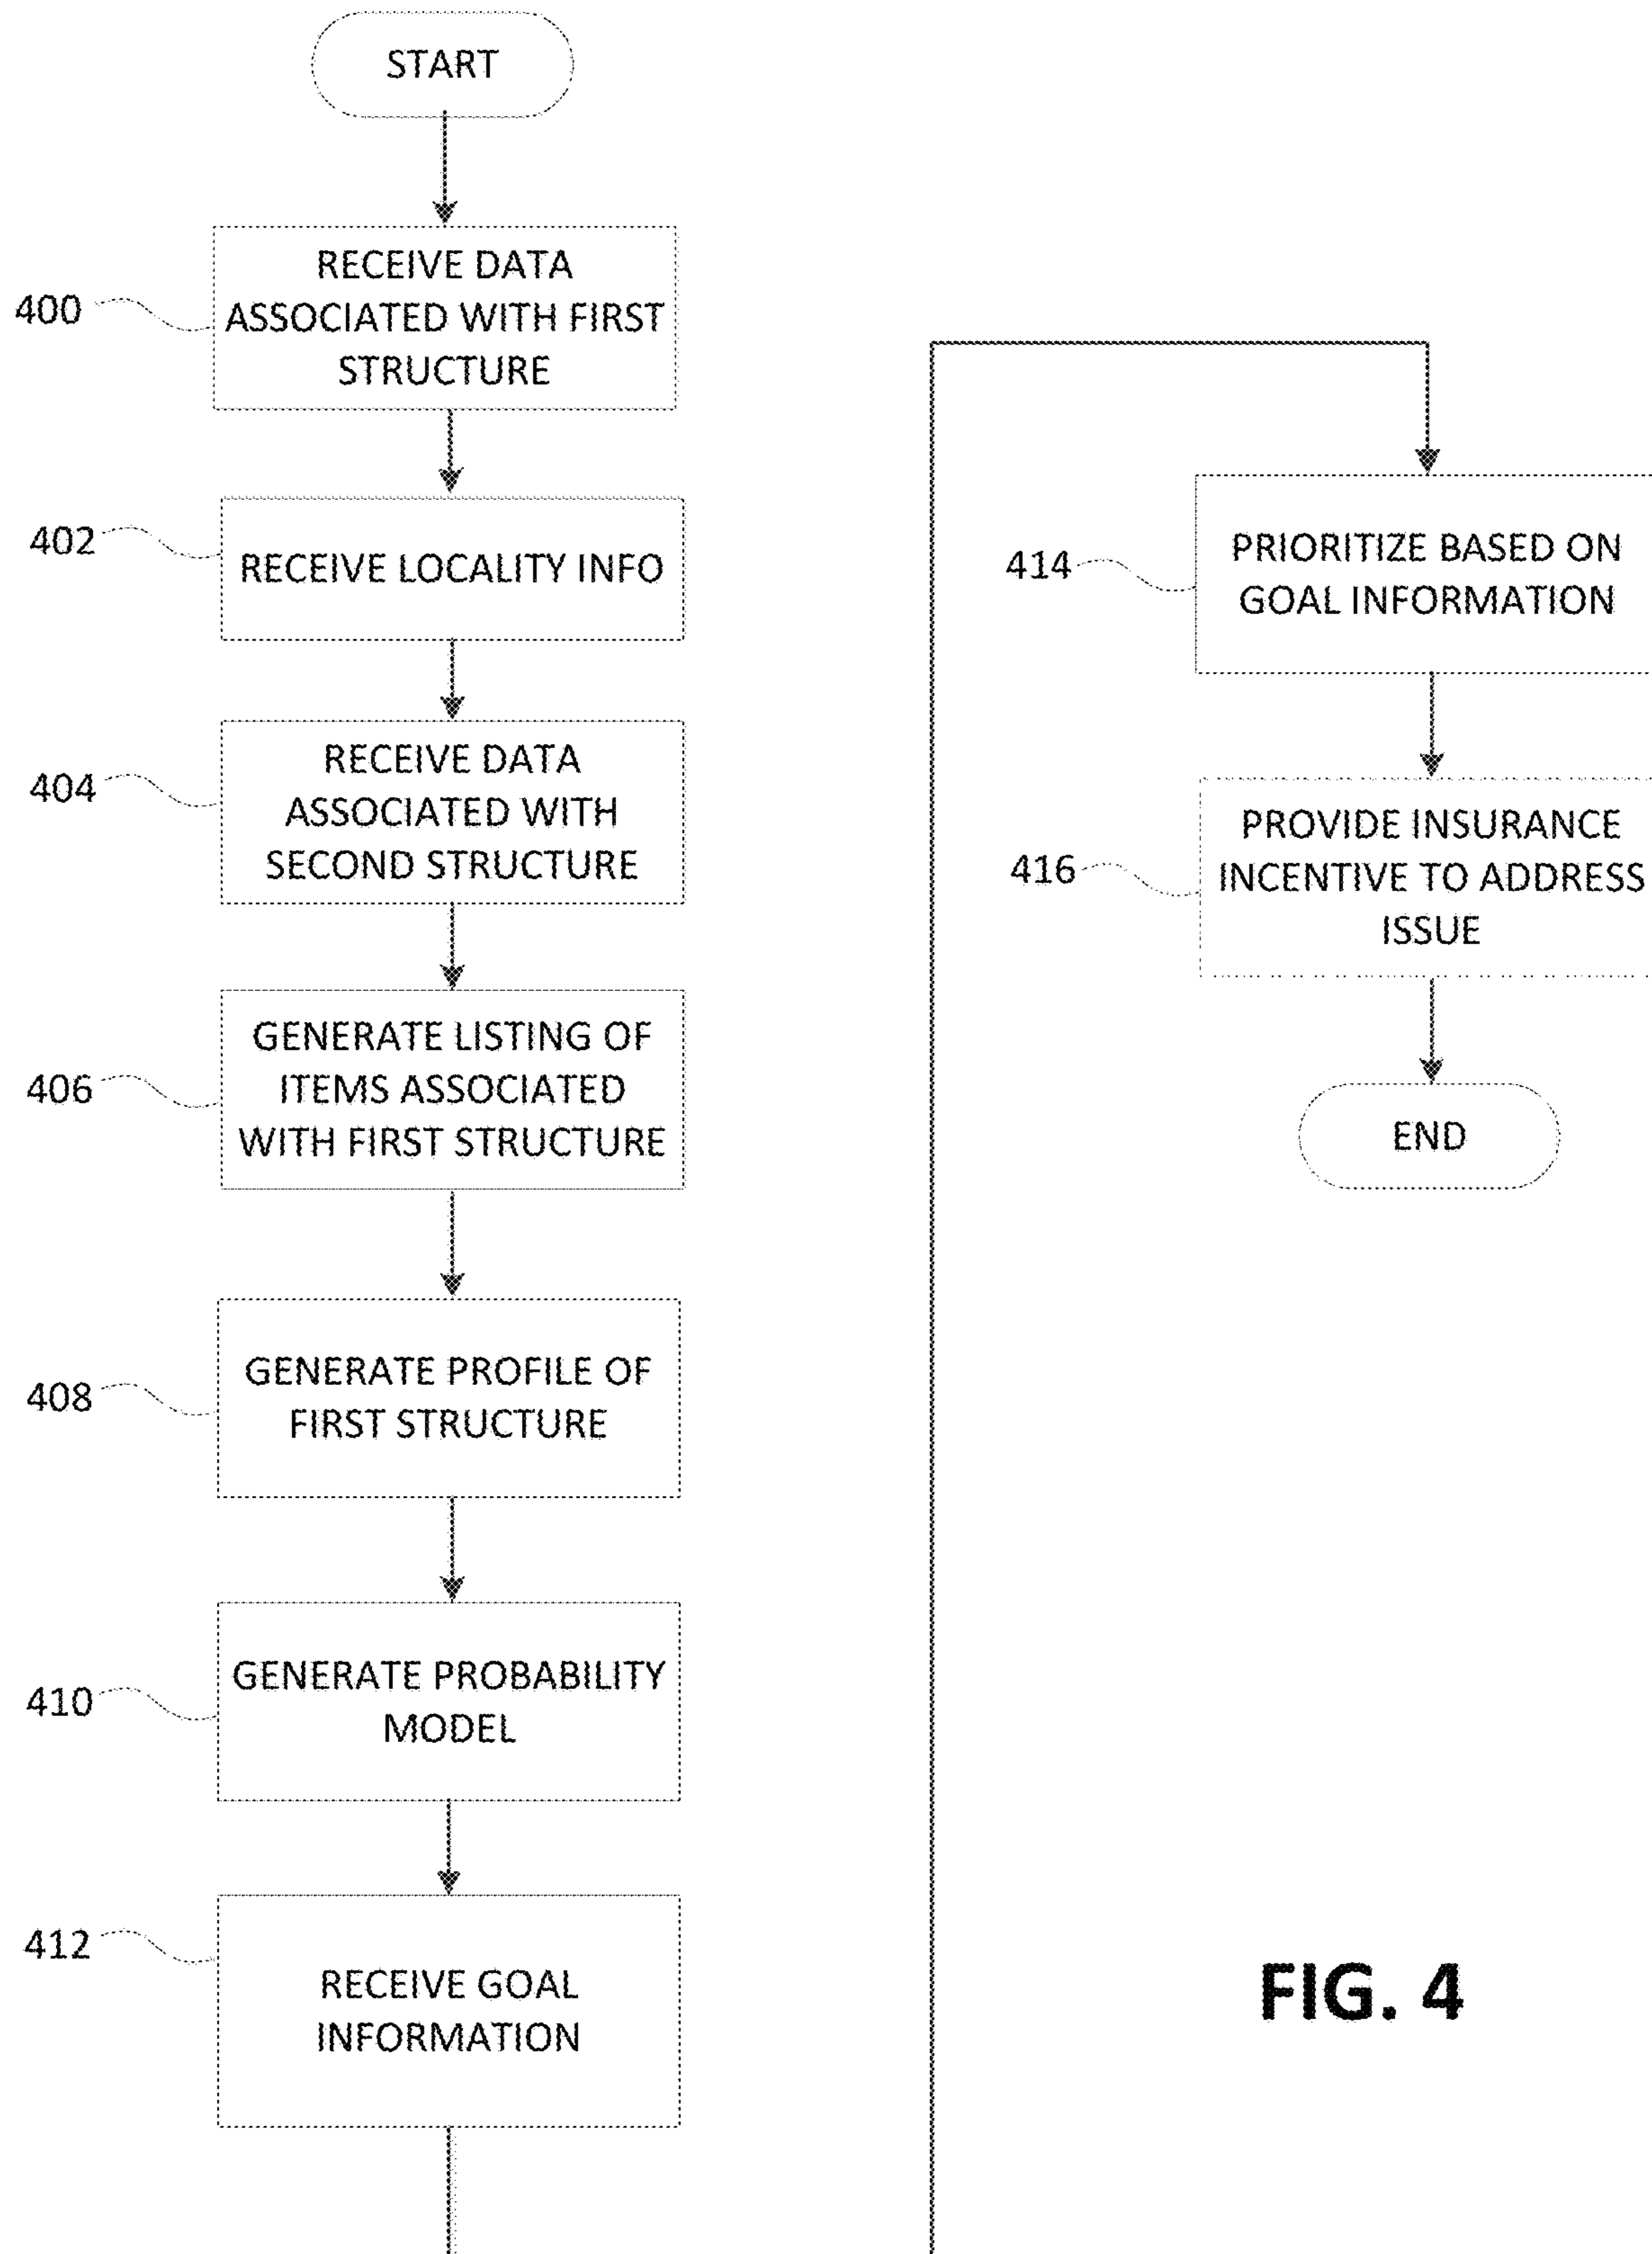 START
400
RECEIVE DATA
ASSOCIATED WITH FIRST
STRUCTURE
402
RECEIVE LOCALITY INFO
404
RECEIVE DATA
ASSOCIATED WITH
SECOND STRUCTURE
406
GENERATE LISTING OF
ITEMS ASSOCIATED
WITH FIRST STRUCTURE
408
GENERATE PROFILE OF
FIRST STRUCTURE
410
GENERATE PROBABILITY
MODEL
412
RECEIVE GOAL
INFORMATION
414
PRIORITIZE BASED ON
GOAL INFORMATION
416
PROVIDE INSURANCE
INCENTIVE TO ADDRESS
ISSUE
END
FIG. 4